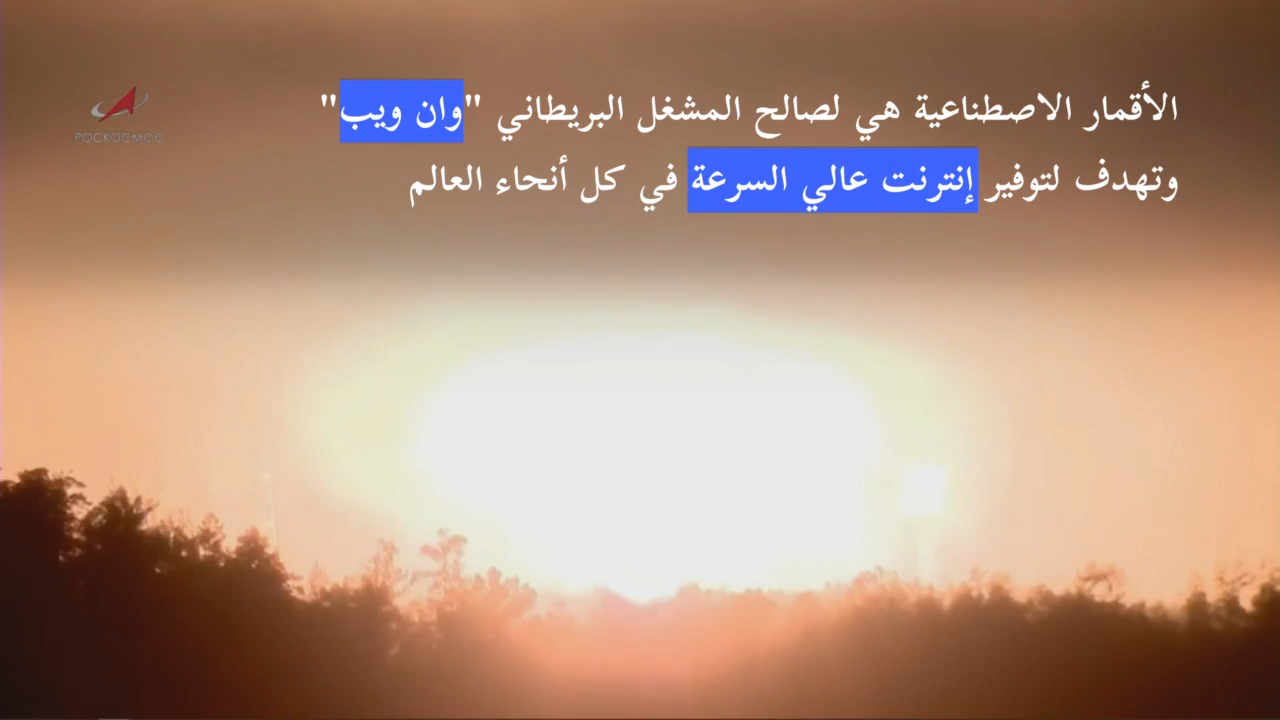 الأقمار الاصطناعية هي لصالح المشغل البريطاني "وان ويب"
وتهدف لتوفير إنترنت عالي السرعة في كل أنحاء العالم
РОСКОСМОС